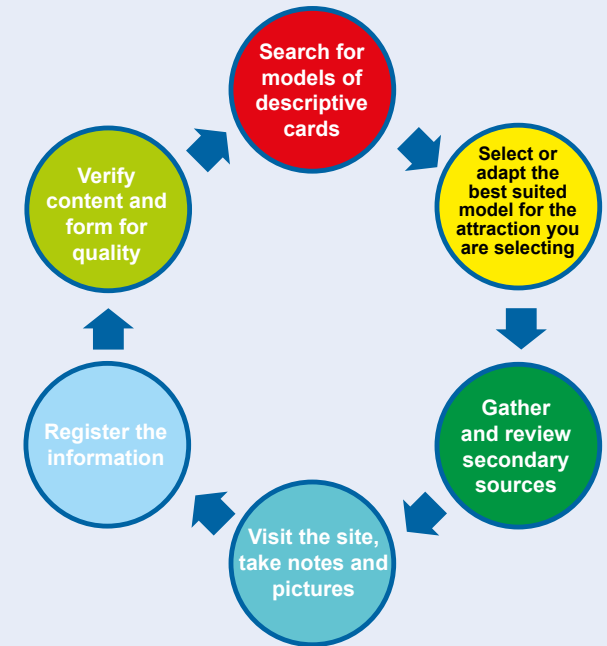 Search for
models of
descriptive
cards
Select or
adapt the
best suited
model for the
attraction you
are selecting
Gather
and review
secondary
sources
Visit the site,
take notes and
pictures
Register the
information
Verify
content and
form for
quality